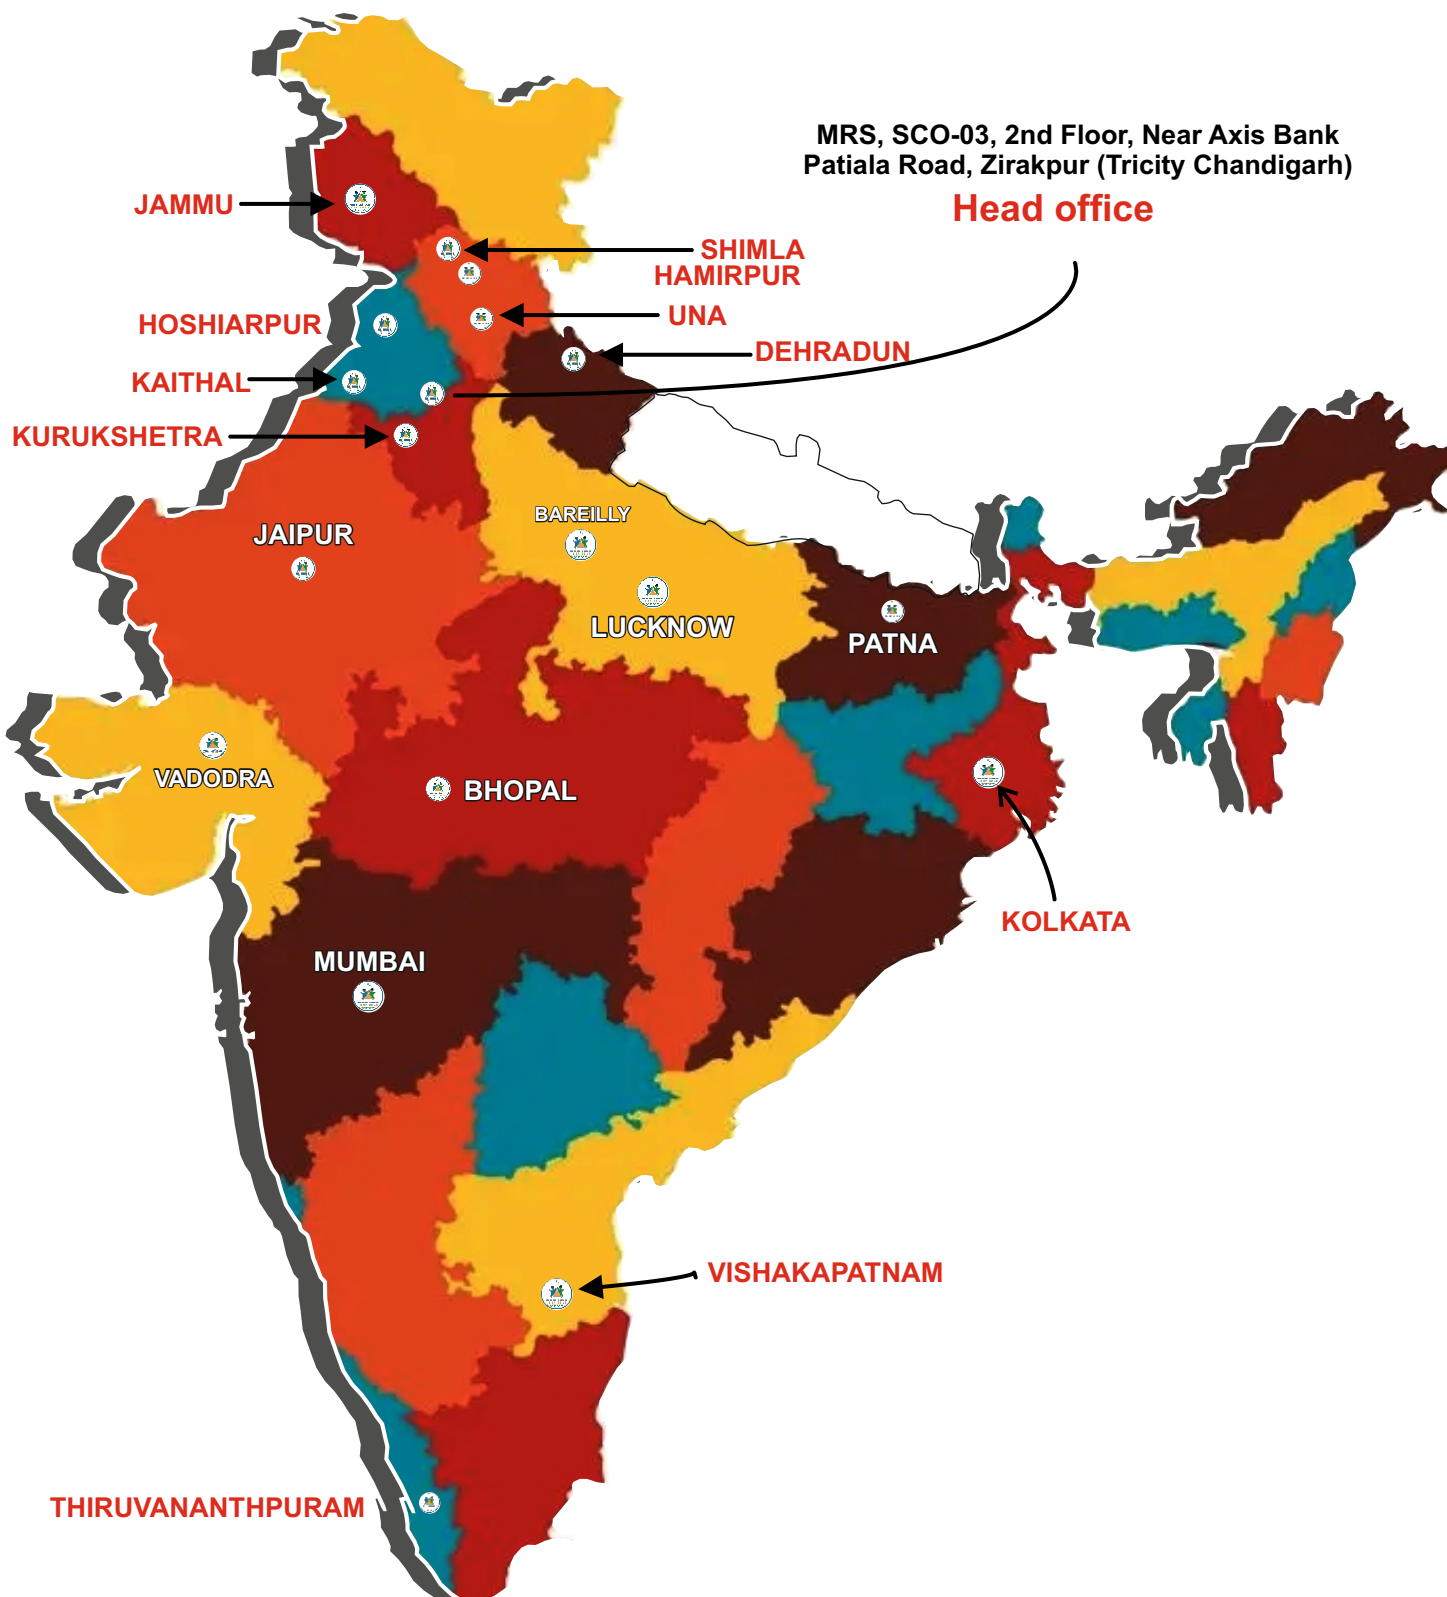 MRS, SCO-03, 2nd Floor, Near Axis Bank
Patiala Road, Zirakpur (Tricity Chandigarh)
Head office
JAMMU
SHIMLA
HAMIRPUR
UNA
HOSHIARPUR
DEHRADUN
KAITHAL
KURUKSHETRA
BAREILLY
JAIPUR
LUCKNOW
PATNA
VADODRA
BHOPAL
KOLKATA
MUMBAI
VISHAKAPATNAM
THIRUVANANTHPURAM